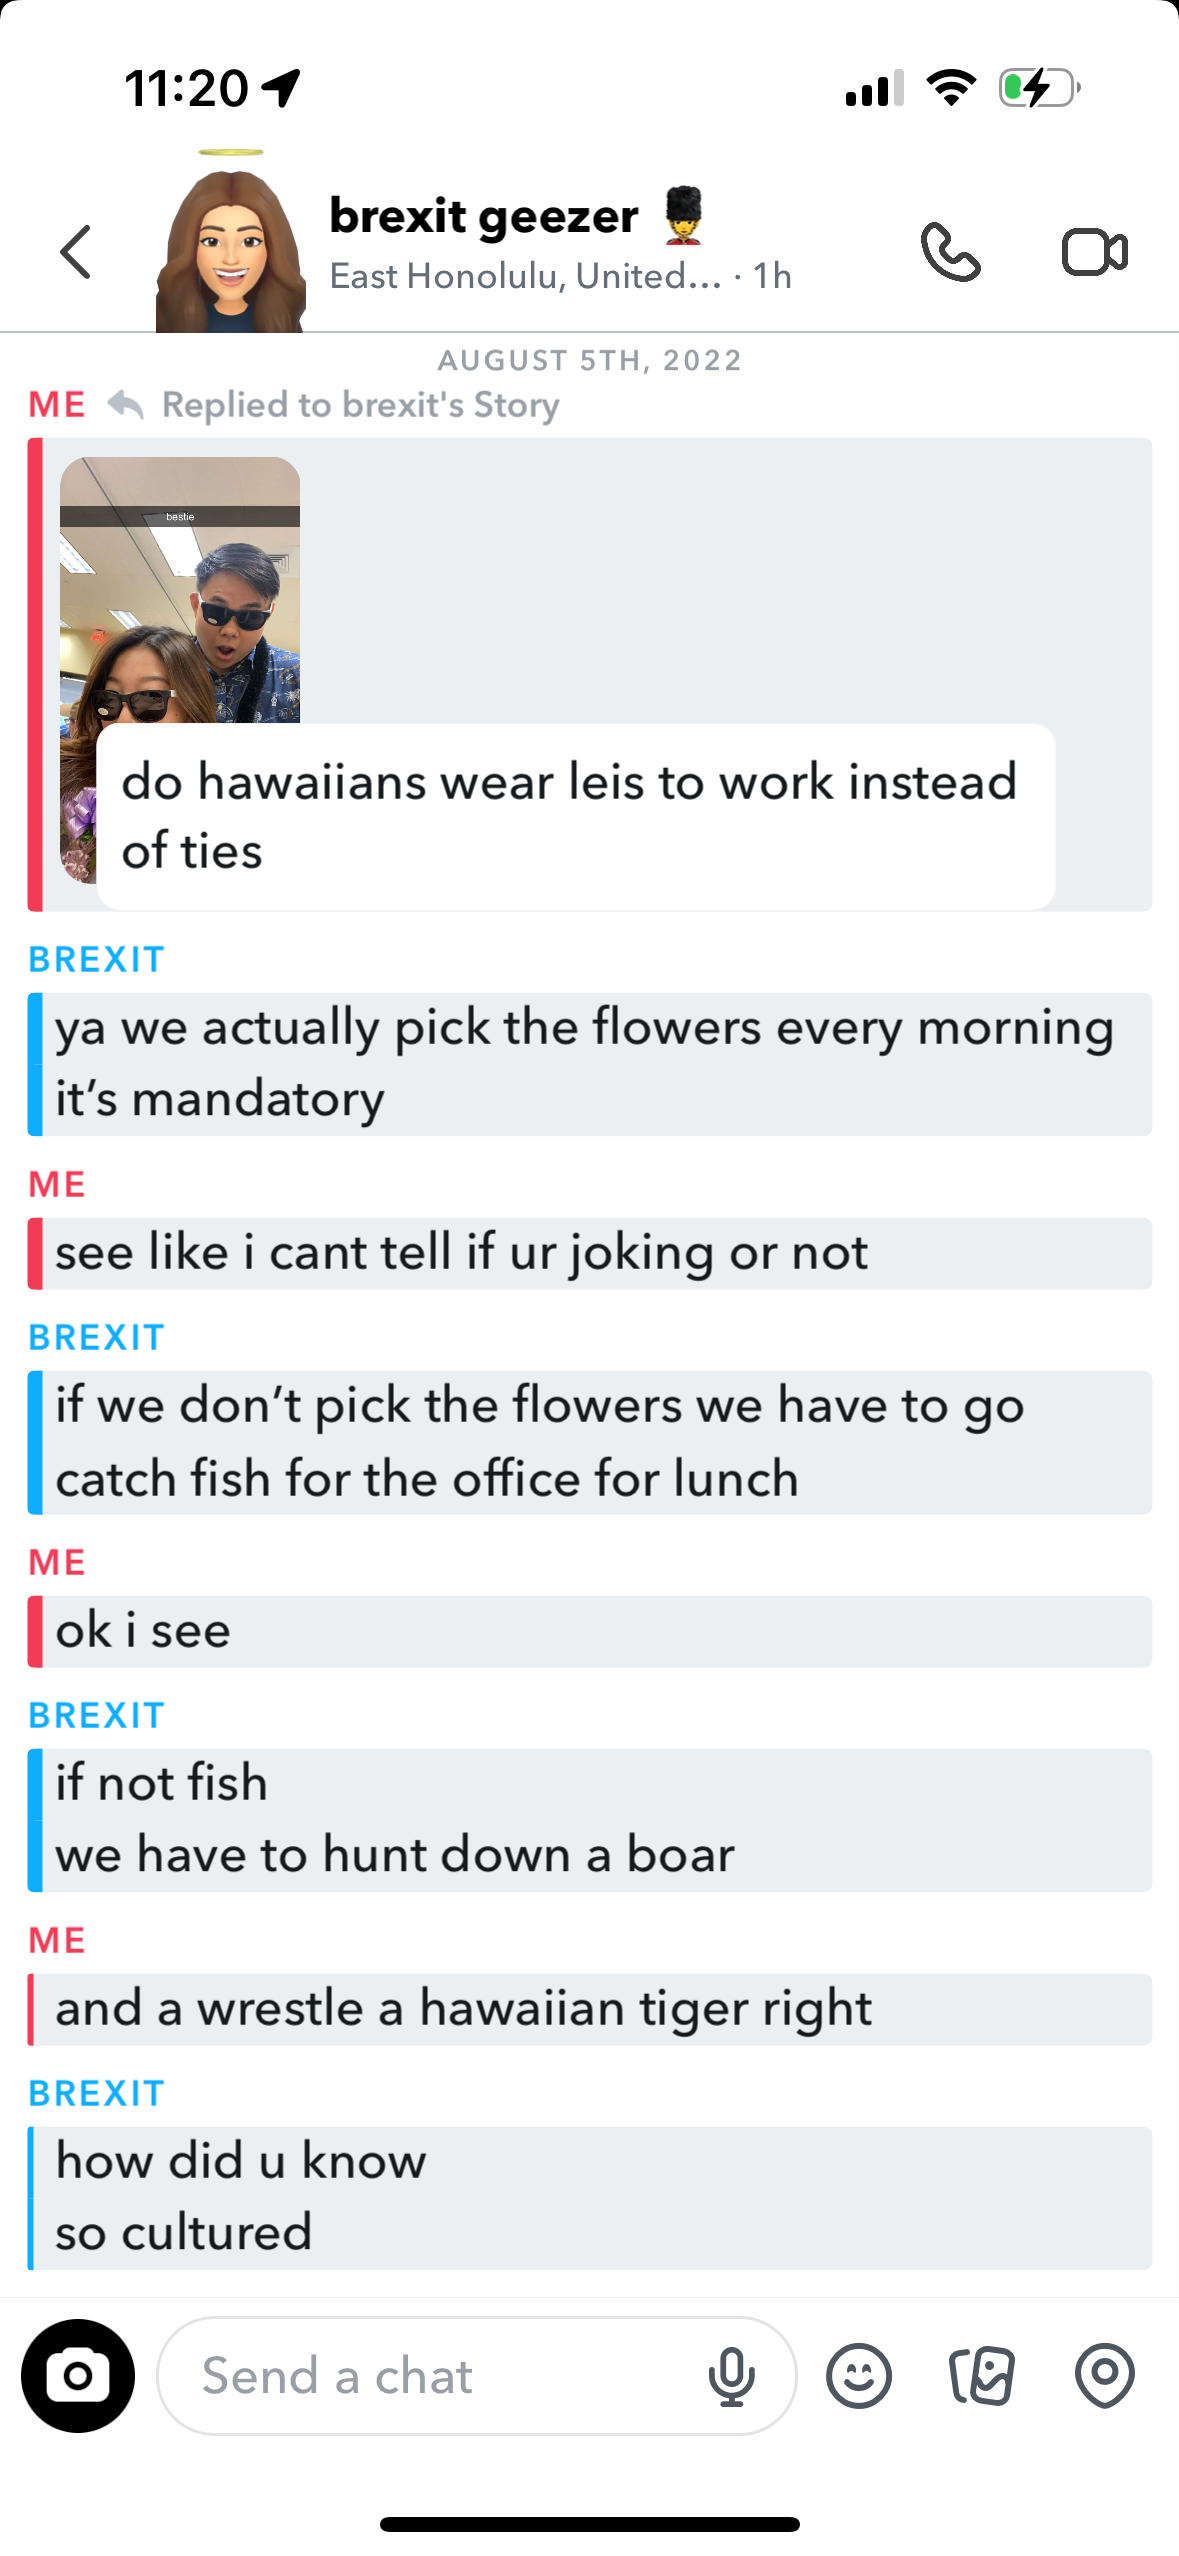 11:20
brexit geezer
East Honolulu, United... · 1h
AUGUST 5TH, 2022
ME Replied to brexit's Story
bestie
do hawaiians wear leis to work instead
of ties
BREXIT
ya we actually pick the flowers every morning
it’s mandatory
ME
see like i cant tell if ur joking or not
BREXIT
if we don’t pick the flowers we have to go
catch fish for the office for lunch
ME
ok i see
BREXIT
if not fish
we have to hunt down a boar
ME
and a wrestle a hawaiian tiger right
BREXIT
how did u know
so cultured
Send a chat